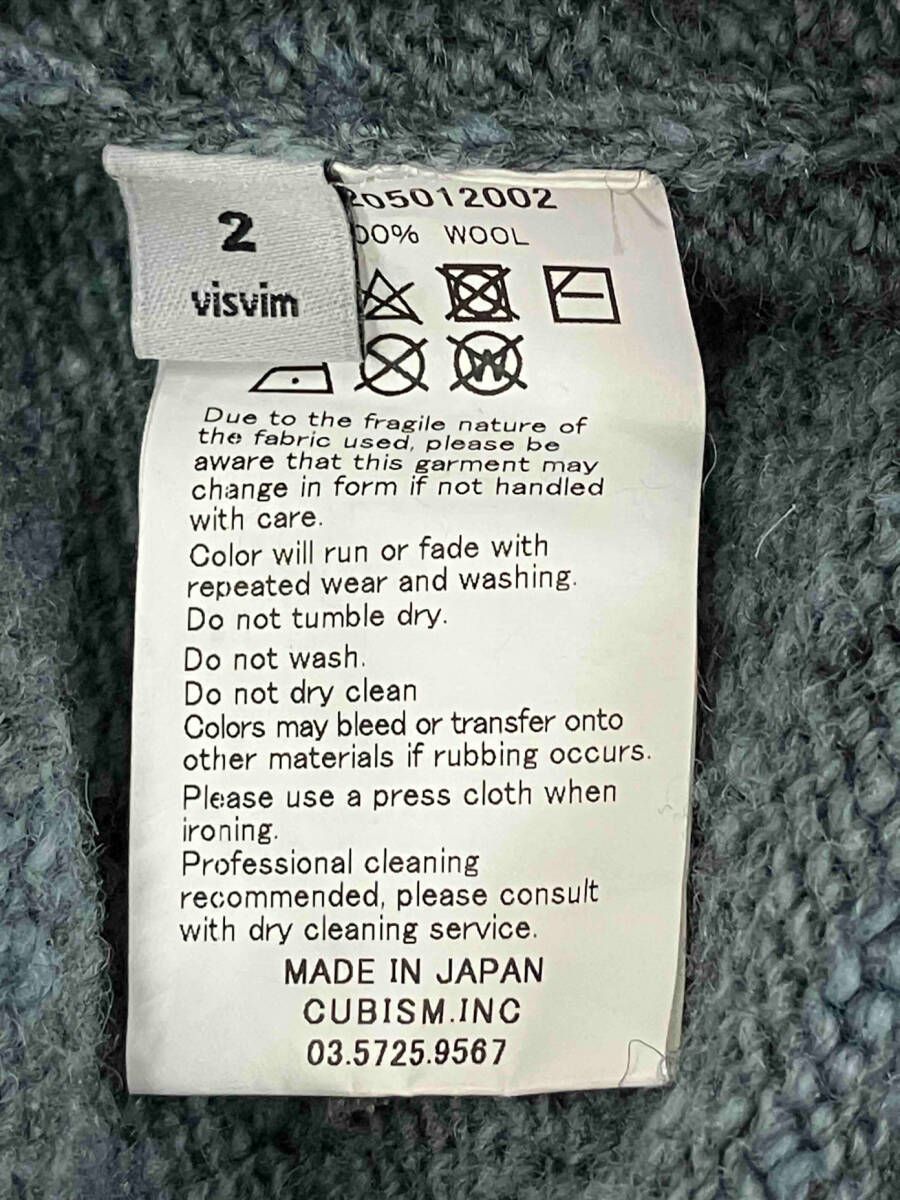 2
visvim
205012002
00% WOOL
W
Due to the fragile nature of
the fabric used, please be
aware that this garment may
change in form if not handled
with care.
Color will run or fade with
repeated wear and washing.
Do not tumble dry.
Do not wash.
Do not dry clean
Colors may bleed or transfer onto
other materials if rubbing occurs.
Please use a press cloth when
ironing.
Professional cleaning
recommended, please consult
with dry cleaning service.
MADE IN JAPAN
CUBISM.INC
03.5725.9567